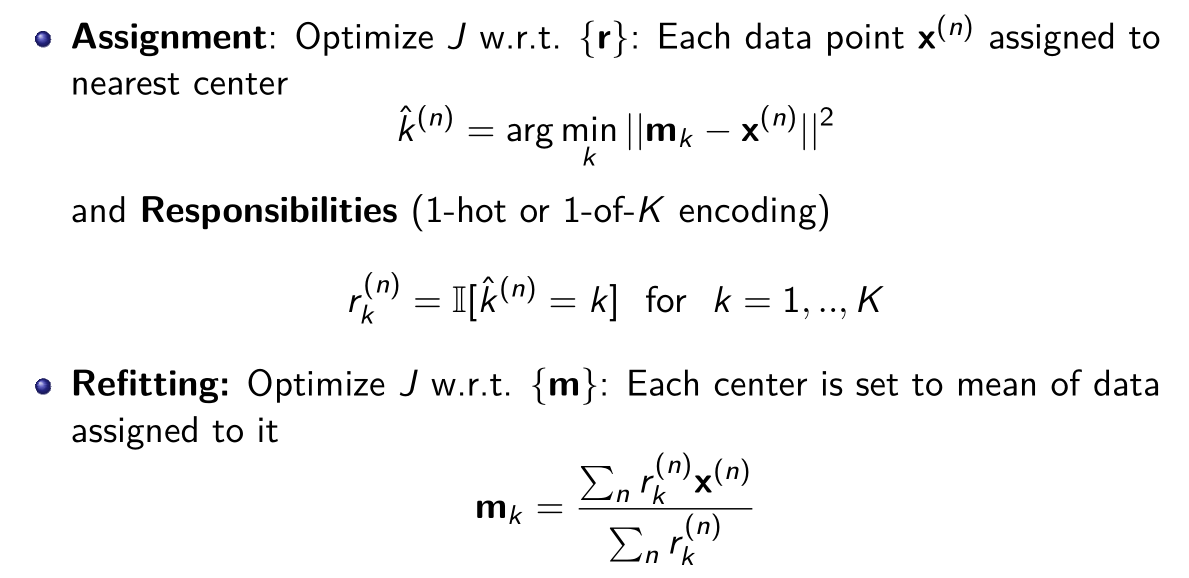 • Assignment: Optimize J w.r.t. {r}: Each data point x^(n) assigned to
nearest center
k̂^(n) = arg min_k ||m_k − x^(n)||²
and Responsibilities (1-hot or 1-of-K encoding)
r_k^(n) = 𝕀[k̂^(n) = k] for k = 1, .., K
• Refitting: Optimize J w.r.t. {m}: Each center is set to mean of data
assigned to it
m_k = ∑_n r_k^(n) x^(n) / ∑_n r_k^(n)